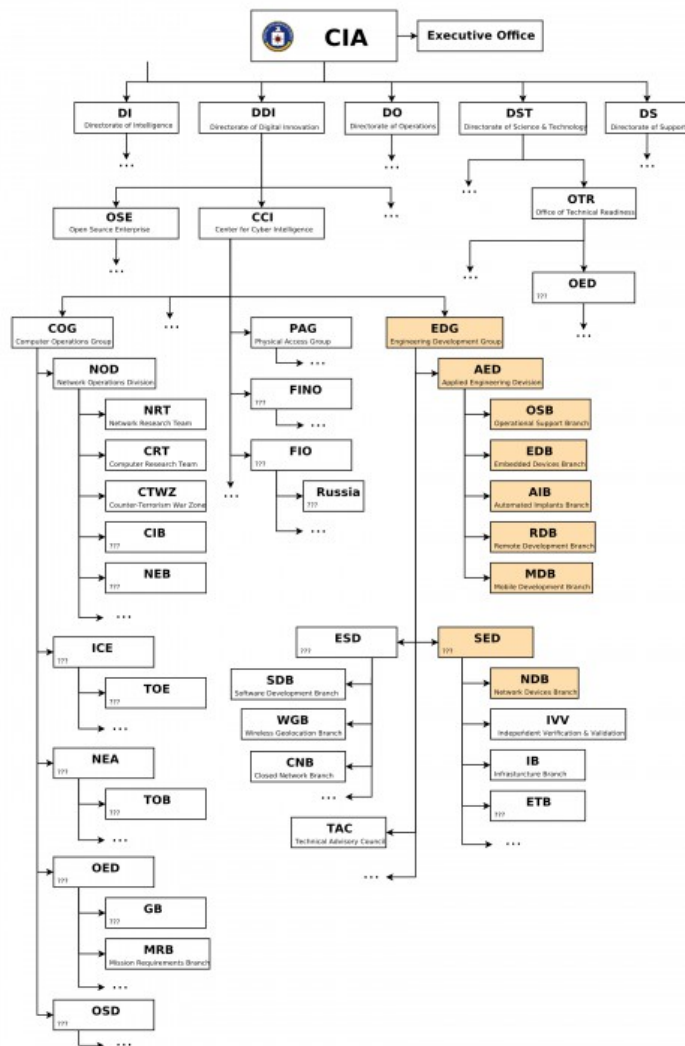 CIA
Executive Office
DI
Directorate of Intelligence
...
DDI
Directorate of Digital Innovation
DO
Directorate of Operations
...
DST
Directorate of Science & Technology
DS
Directorate of Support
...
OSE
Open Source Enterprise
...
CCI
Center for Cyber Intelligence
...
...
OTR
Office of Technical Readiness
...
OED
???
...
COG
Computer Operations Group
...
NOD
Network Operations Division
NRT
Network Research Team
CRT
Computer Research Team
CTWZ
Counter-Terrorism War Zone
CIB
???
NEB
???
...
ICE
???
TOE
???
...
NEA
???
TOB
???
...
OED
???
GB
???
MRB
Mission Requirements Branch
...
OSD
???
...
PAG
Physical Access Group
...
FINO
???
...
FIO
???
Russia
???
...
...
EDG
Engineering Development Group
AED
Applied Engineering Devision
OSB
Operational Support Branch
EDB
Embedded Devices Branch
AIB
Automated Implants Branch
RDB
Remote Development Branch
MDB
Mobile Development Branch
ESD
???
SDB
Software Development Branch
WGB
Wireless Geolocation Branch
CNB
Closed Network Branch
...
SED
???
NDB
Network Devices Branch
IVV
Independent Verification & Validation
IB
Infrasturcture Branch
ETB
???
...
TAC
Technical Advisory Council
...